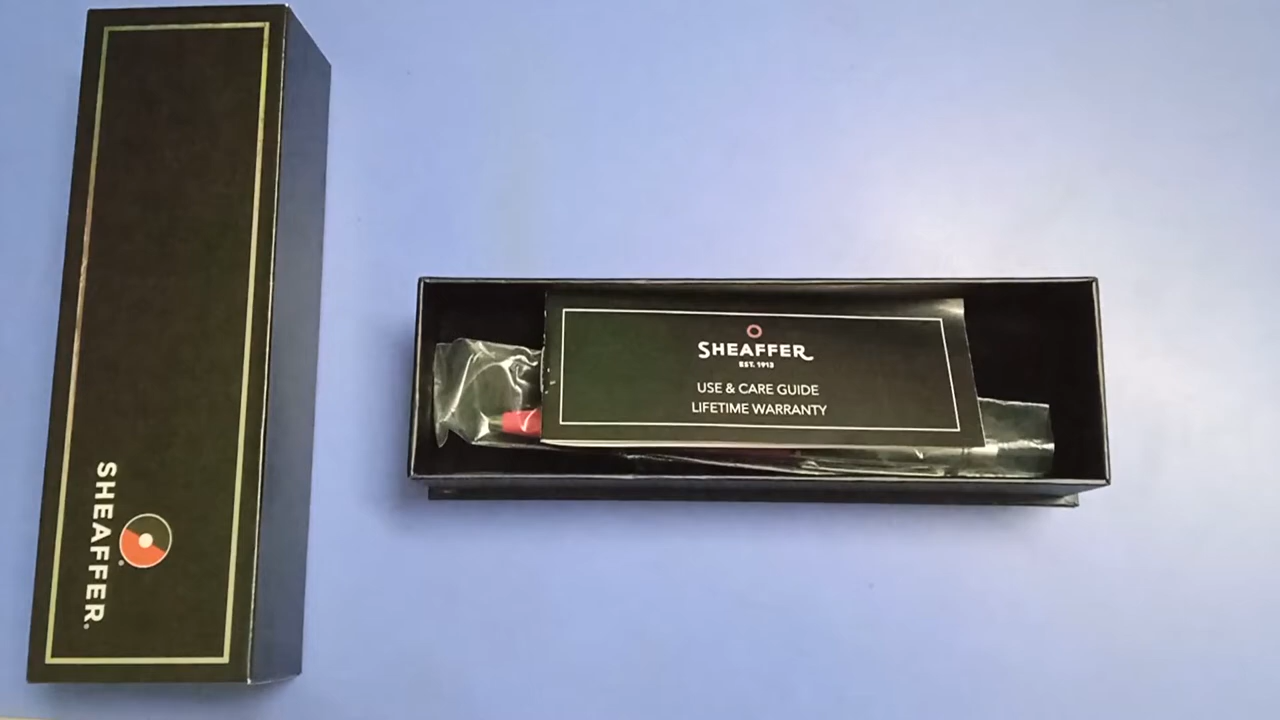 SHEAFFER®
SHEAFFER
EST. 1913
USE & CARE GUIDE
LIFETIME WARRANTY